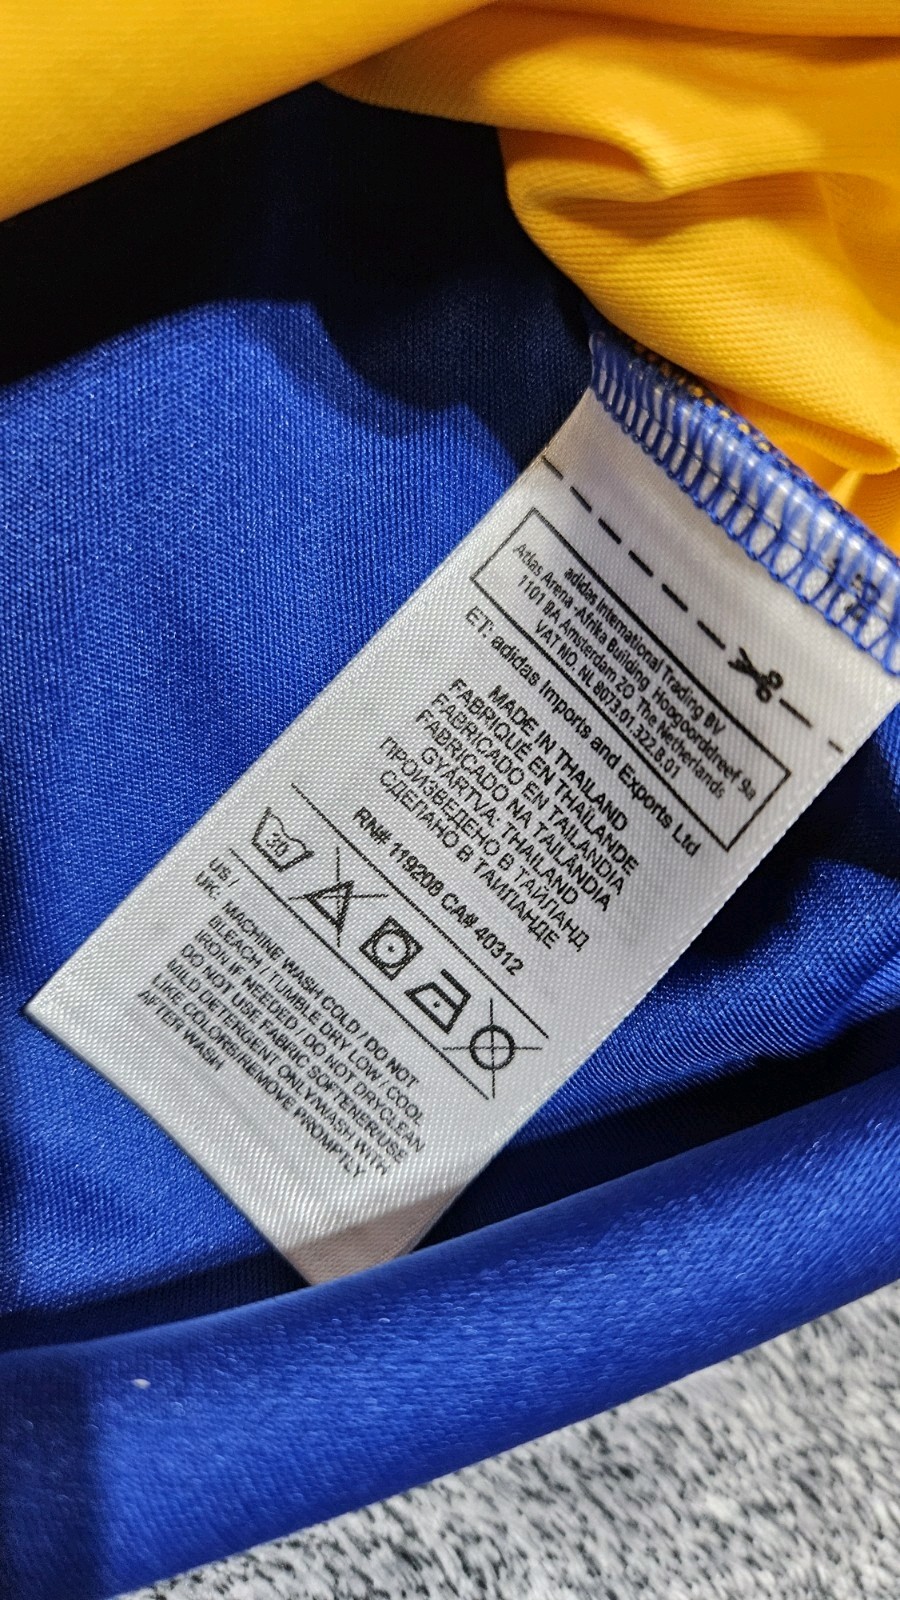 adidas International Trading BV
Atlas Arena -Afrika Building Hoogoorddreef 9a
1101 BA Amsterdam ZO The Netherlands
VAT NO. NL 8073.01.322.B.01
ET: adidas Imports and Exports Ltd
MADE IN THAILAND
FABRIQUÉ EN THAÏLANDE
FABRICADO EN TAILANDIA
FABRICADO NA TAILÂNDIA
GYÁRTVA: THAILAND
ПРОИЗВЕДЕНО В ТАЙЛАНД
СДЕЛАНО В ТАИЛАНДЕ
RN# 119208 CA# 40312
30
US /
UK: MACHINE WASH COLD / DO NOT
BLEACH / TUMBLE DRY LOW / COOL
IRON IF NEEDED / DO NOT DRYCLEAN
DO NOT USE FABRIC SOFTENER/USE
MILD DETERGENT ONLY/WASH WITH
LIKE COLORS/REMOVE PROMPTLY
AFTER WASH